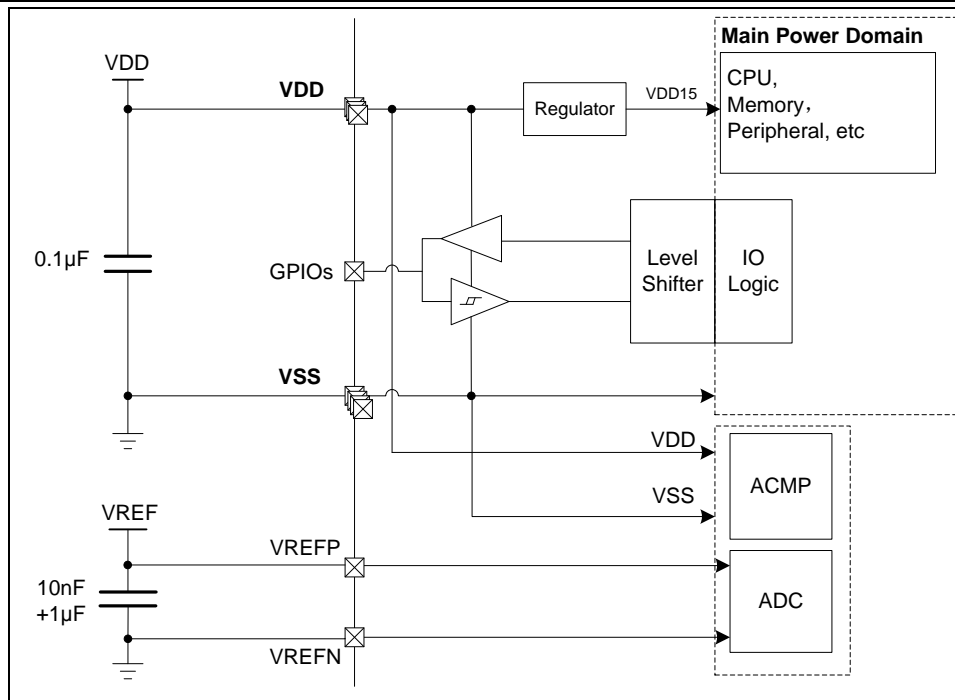 Main Power Domain
VDD
VDD
Regulator
VDD15
CPU,
Memory，
Peripheral, etc
0.1µF
GPIOs
Level
Shifter
IO
Logic
VSS
VDD
VSS
ACMP
VREF
VREFP
10nF
+1µF
ADC
VREFN